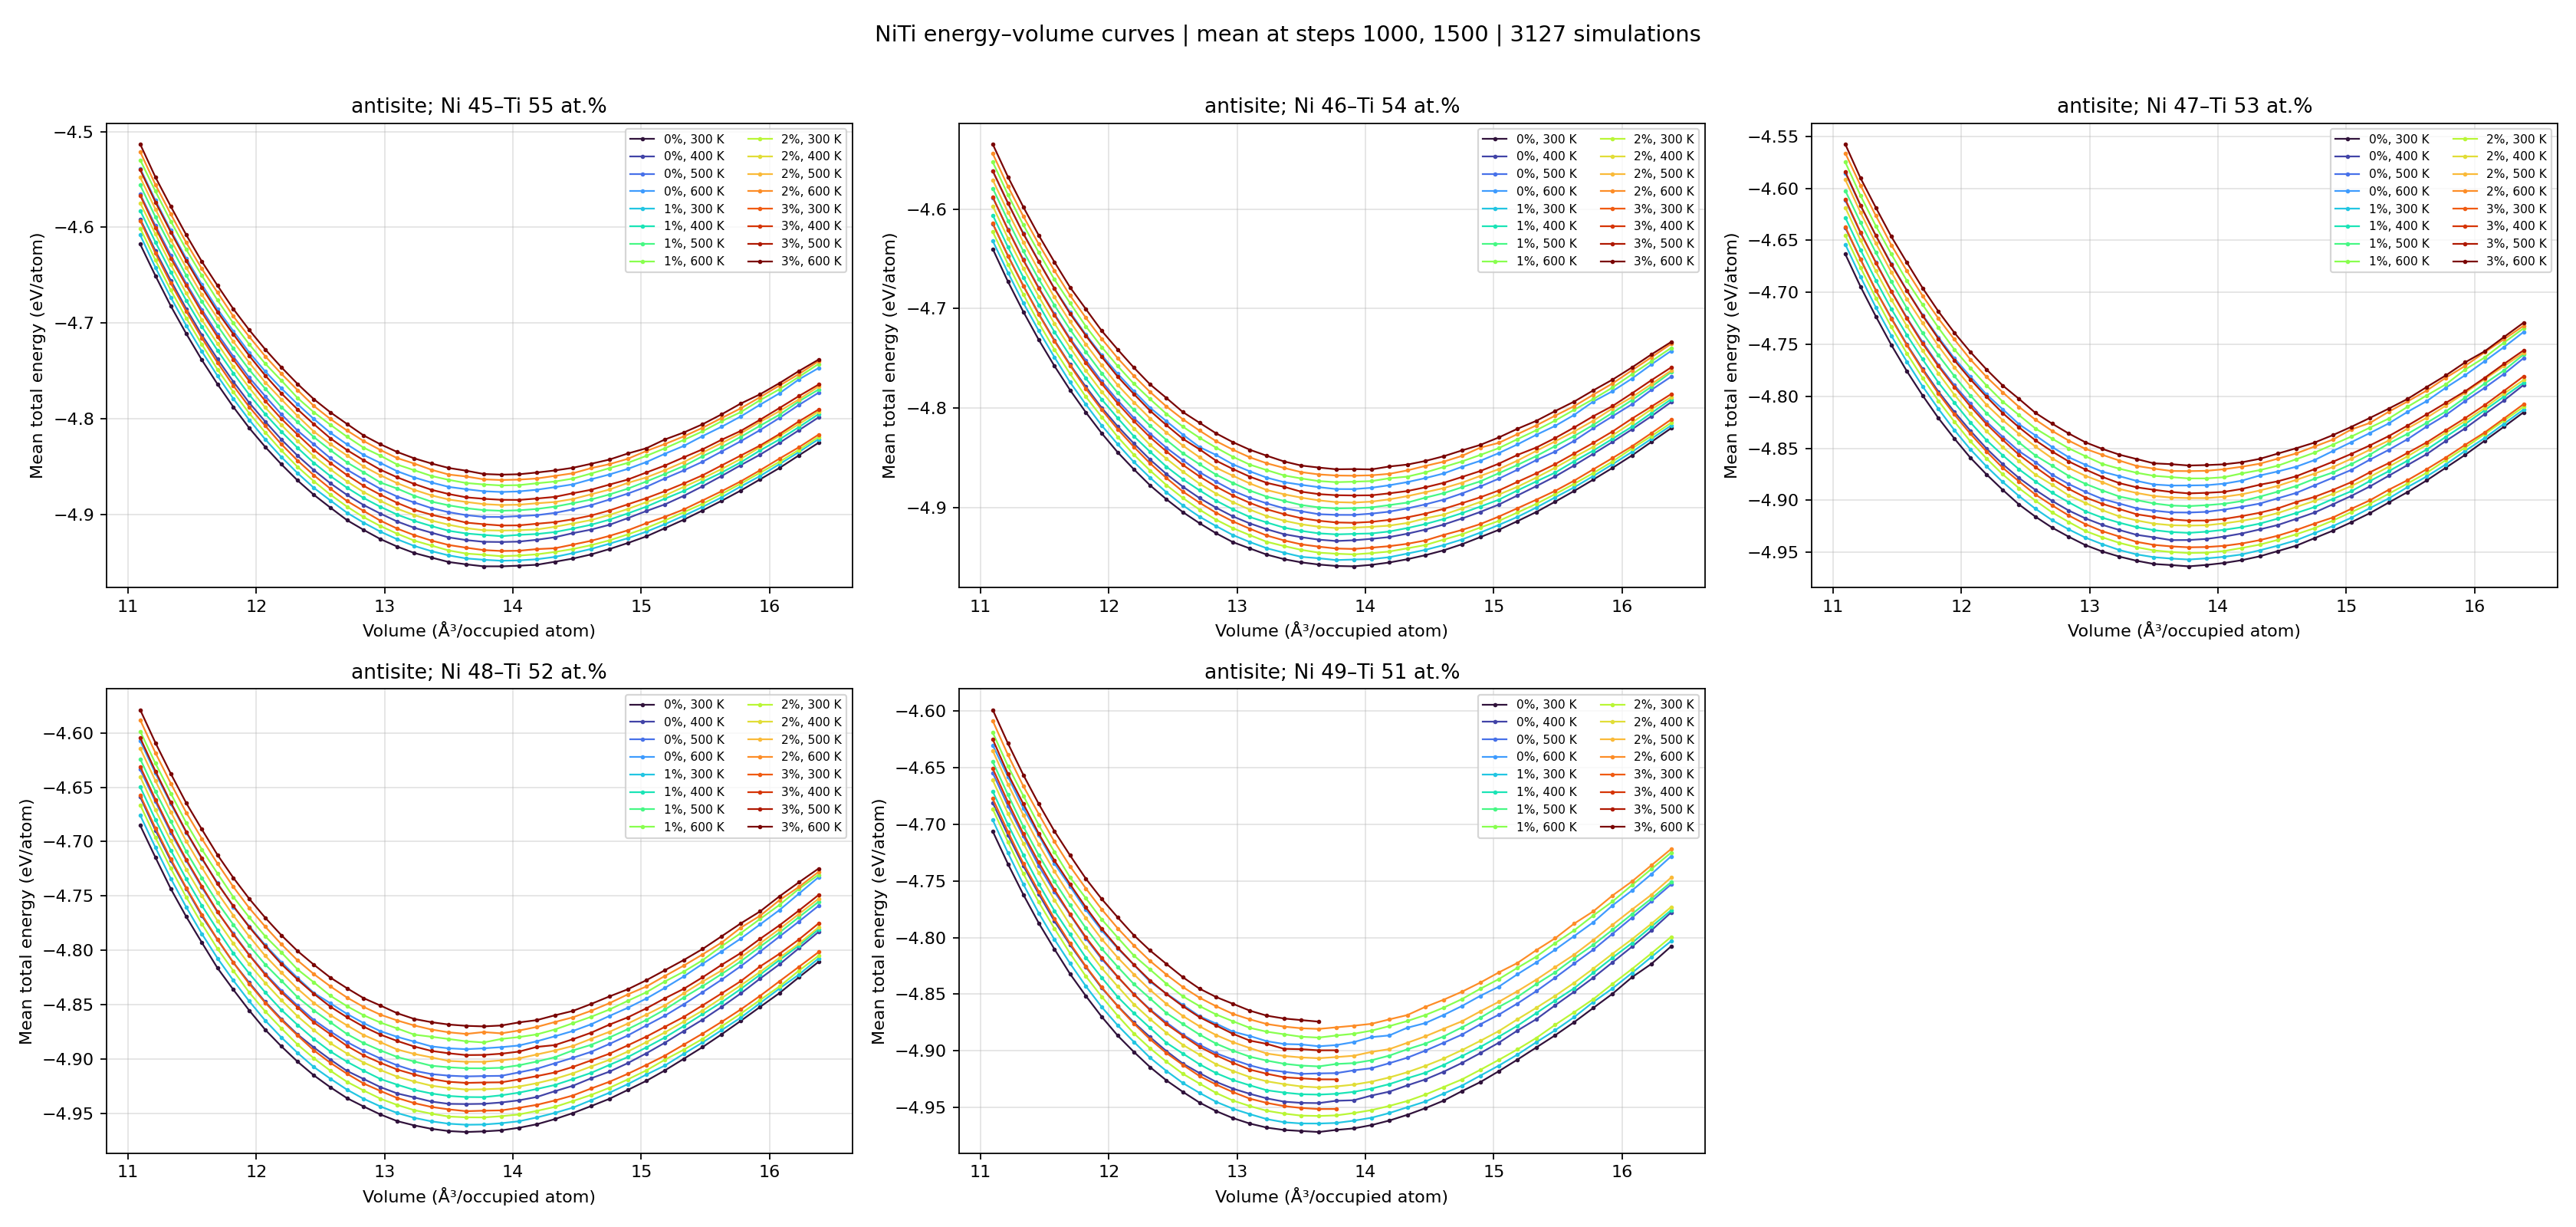 NiTi energy–volume curves | mean at steps 1000, 1500 | 3127 simulations
antisite; Ni 45–Ti 55 at.%
Mean total energy (eV/atom)
−4.5
−4.6
−4.7
−4.8
−4.9
0%, 300 K
0%, 400 K
0%, 500 K
0%, 600 K
1%, 300 K
1%, 400 K
1%, 500 K
1%, 600 K
2%, 300 K
2%, 400 K
2%, 500 K
2%, 600 K
3%, 300 K
3%, 400 K
3%, 500 K
3%, 600 K
11 12 13 14 15 16
Volume (Å³/occupied atom)
antisite; Ni 46–Ti 54 at.%
Mean total energy (eV/atom)
−4.6
−4.7
−4.8
−4.9
0%, 300 K
0%, 400 K
0%, 500 K
0%, 600 K
1%, 300 K
1%, 400 K
1%, 500 K
1%, 600 K
2%, 300 K
2%, 400 K
2%, 500 K
2%, 600 K
3%, 300 K
3%, 400 K
3%, 500 K
3%, 600 K
11 12 13 14 15 16
Volume (Å³/occupied atom)
antisite; Ni 47–Ti 53 at.%
Mean total energy (eV/atom)
−4.55
−4.60
−4.65
−4.70
−4.75
−4.80
−4.85
−4.90
−4.95
0%, 300 K
0%, 400 K
0%, 500 K
0%, 600 K
1%, 300 K
1%, 400 K
1%, 500 K
1%, 600 K
2%, 300 K
2%, 400 K
2%, 500 K
2%, 600 K
3%, 300 K
3%, 400 K
3%, 500 K
3%, 600 K
11 12 13 14 15 16
Volume (Å³/occupied atom)
antisite; Ni 48–Ti 52 at.%
Mean total energy (eV/atom)
−4.60
−4.65
−4.70
−4.75
−4.80
−4.85
−4.90
−4.95
0%, 300 K
0%, 400 K
0%, 500 K
0%, 600 K
1%, 300 K
1%, 400 K
1%, 500 K
1%, 600 K
2%, 300 K
2%, 400 K
2%, 500 K
2%, 600 K
3%, 300 K
3%, 400 K
3%, 500 K
3%, 600 K
11 12 13 14 15 16
Volume (Å³/occupied atom)
antisite; Ni 49–Ti 51 at.%
Mean total energy (eV/atom)
−4.60
−4.65
−4.70
−4.75
−4.80
−4.85
−4.90
−4.95
0%, 300 K
0%, 400 K
0%, 500 K
0%, 600 K
1%, 300 K
1%, 400 K
1%, 500 K
1%, 600 K
2%, 300 K
2%, 400 K
2%, 500 K
2%, 600 K
3%, 300 K
3%, 400 K
3%, 500 K
3%, 600 K
11 12 13 14 15 16
Volume (Å³/occupied atom)